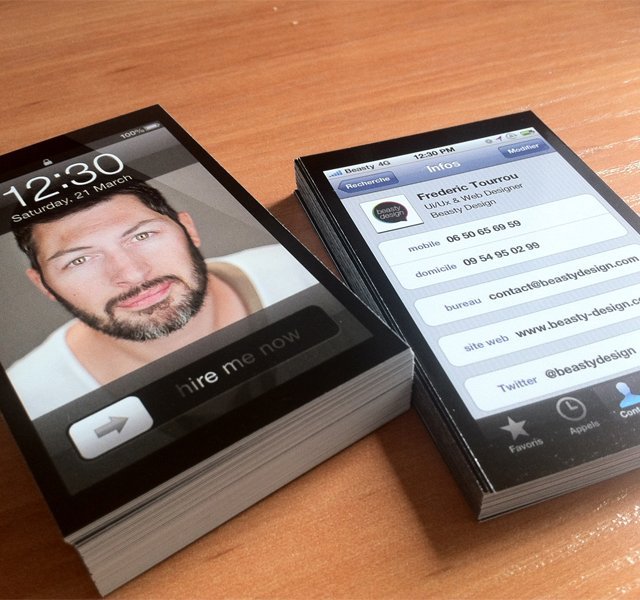 100%
12:30
Saturday, 21 March
hire me now
Beasty 4G
12:30 PM
Recherche
Infos
Modifier
beasty
design
Frederic Tourrou
Ui/Ux & Web Designer
Beasty Design
mobile 06 50 65 69 59
domicile 09 54 95 02 99
bureau contact@beastydesign.com
site web www.beasty-design.c
Twitter @beastydesign
Favoris
Appels
Cont